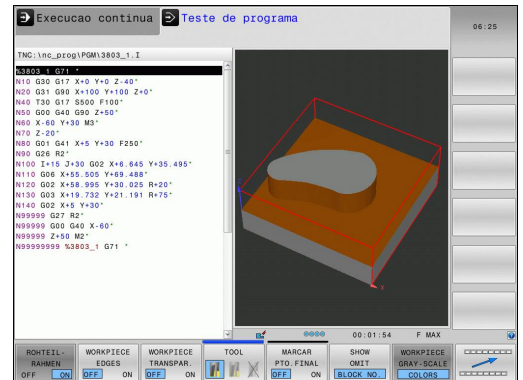 Execucao continua
Teste de programa
06:25
TNC:\nc_prog\PGM\3803_1.I
%3803_1 G71 *
N10 G30 G17 X+0 Y+0 Z-40*
N20 G31 G90 X+100 Y+100 Z+0*
N40 T30 G17 S500 F100*
N50 G00 G40 G90 Z+50*
N60 X-60 Y+30 M3*
N70 Z-20*
N80 G01 G41 X+5 Y+30 F250*
N90 G26 R2*
N100 I+15 J+30 G02 X+6.645 Y+35.495*
N110 G06 X+55.505 Y+69.488*
N120 G02 X+58.995 Y+30.025 R+20*
N130 G03 X+19.732 Y+21.191 R+75*
N140 G02 X+5 Y+30*
N99999 G27 R2*
N99999 G00 G40 X-60*
N99999 Z+50 M2*
N99999999 %3803_1 G71 *
X
00:01:54
F MAX
ROHTEIL-
RAHMEN
OFF ON
WORKPIECE
EDGES
OFF ON
WORKPIECE
TRANSPAR.
OFF ON
TOOL
MARCAR
PTO.FINAL
OFF ON
SHOW
OMIT
BLOCK NO.
WORKPIECE
GRAY-SCALE
COLORS